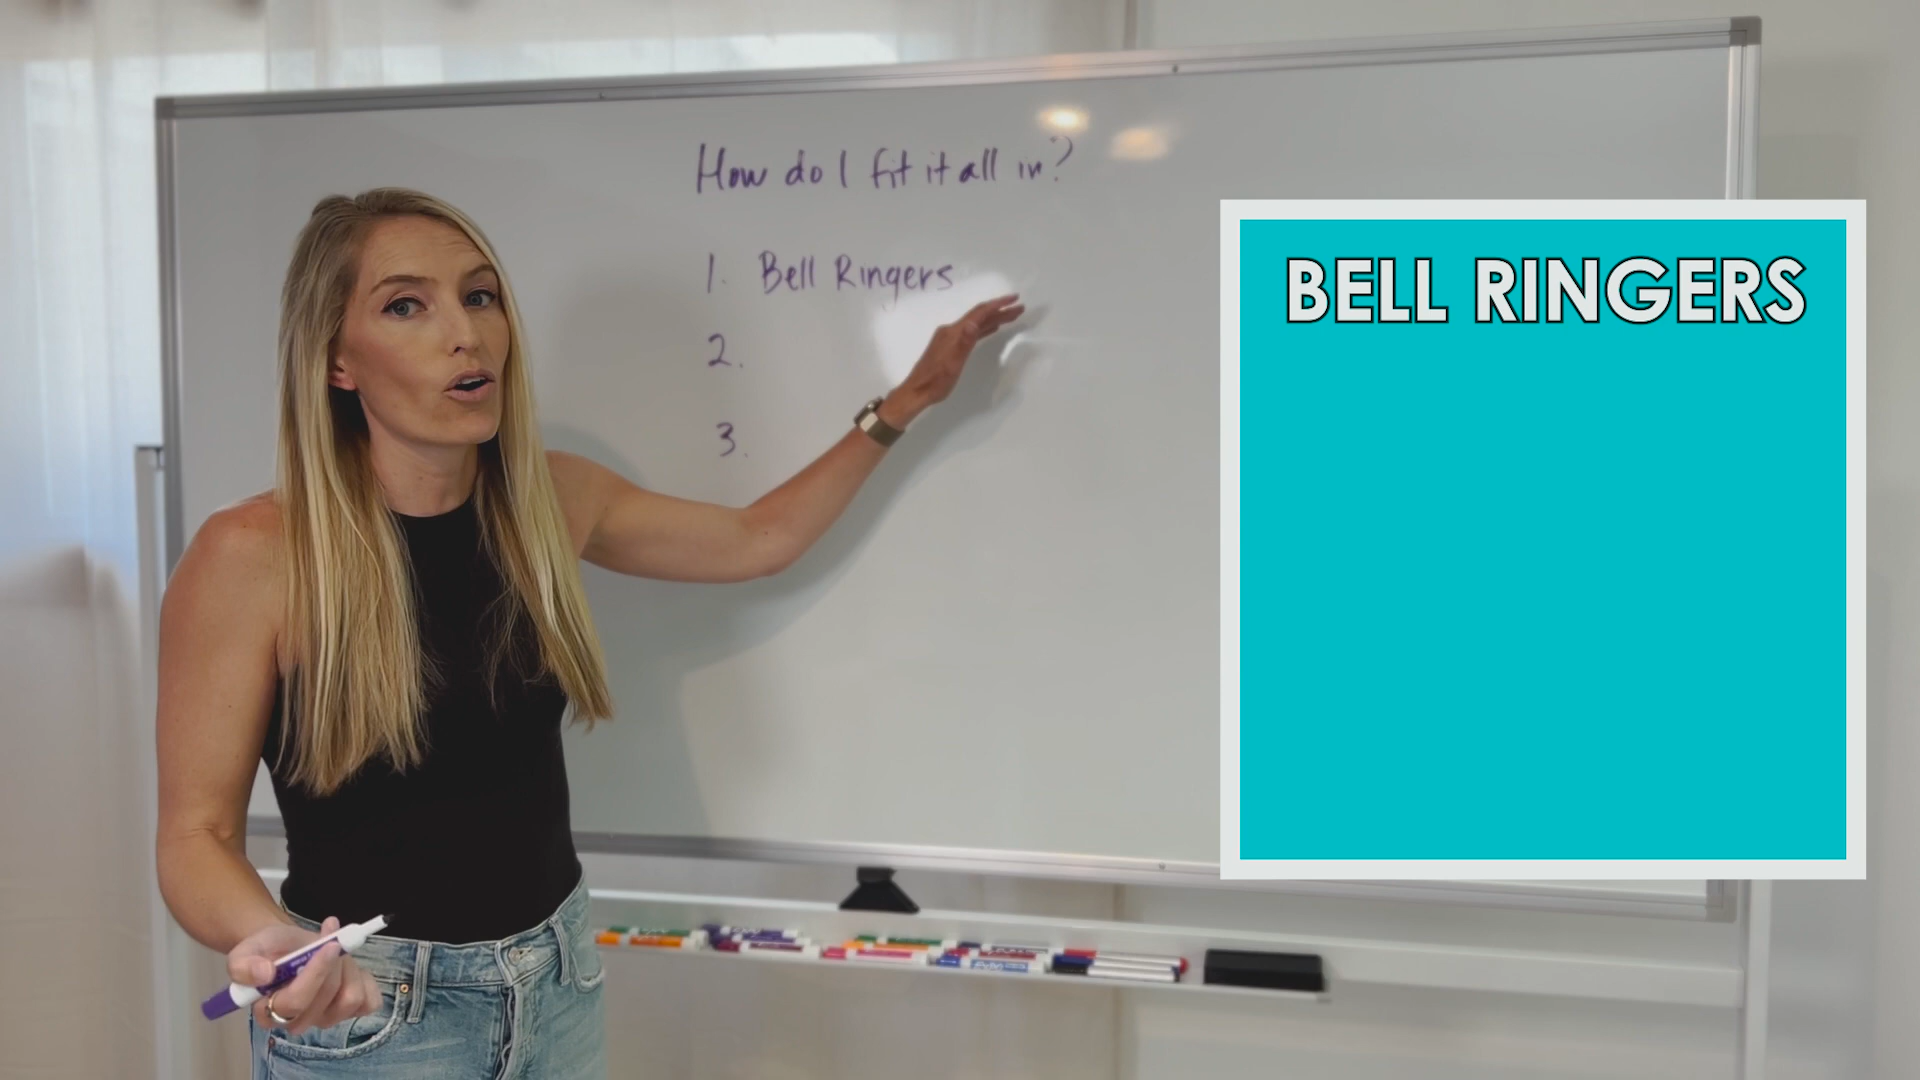 How do I fit it all in?
1. Bell Ringers
2.
3.
BELL RINGERS